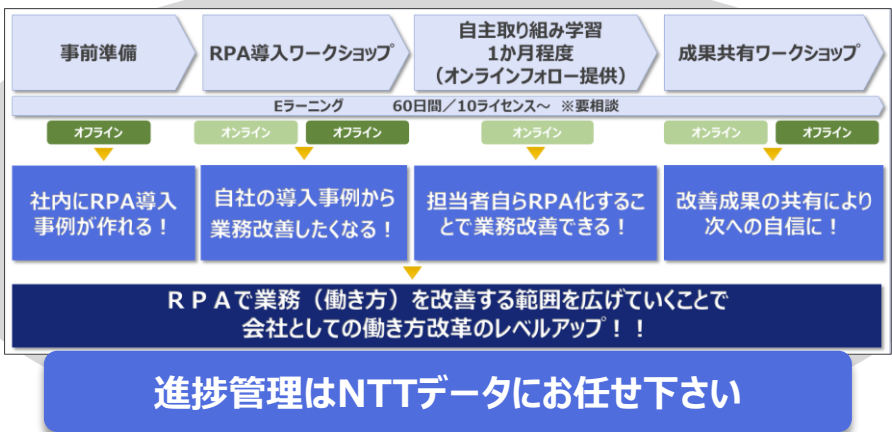 事前準備
RPA導入ワークショップ
自主取り組み学習
1か月程度
(オンラインフォロー提供)
成果共有ワークショップ
Eラーニング 60日間／10ライセンス～ ※要相談
オフライン
オンライン オフライン
オンライン
オンライン オフライン
社内にRPA導入
事例が作れる！
自社の導入事例から
業務改善したくなる！
担当者自らRPA化するこ
とで業務改善できる！
改善成果の共有により
次への自信に！
ＲＰＡで業務（働き方）を改善する範囲を広げていくことで
会社としての働き方改革のレベルアップ！！
進捗管理はNTTデータにお任せ下さい